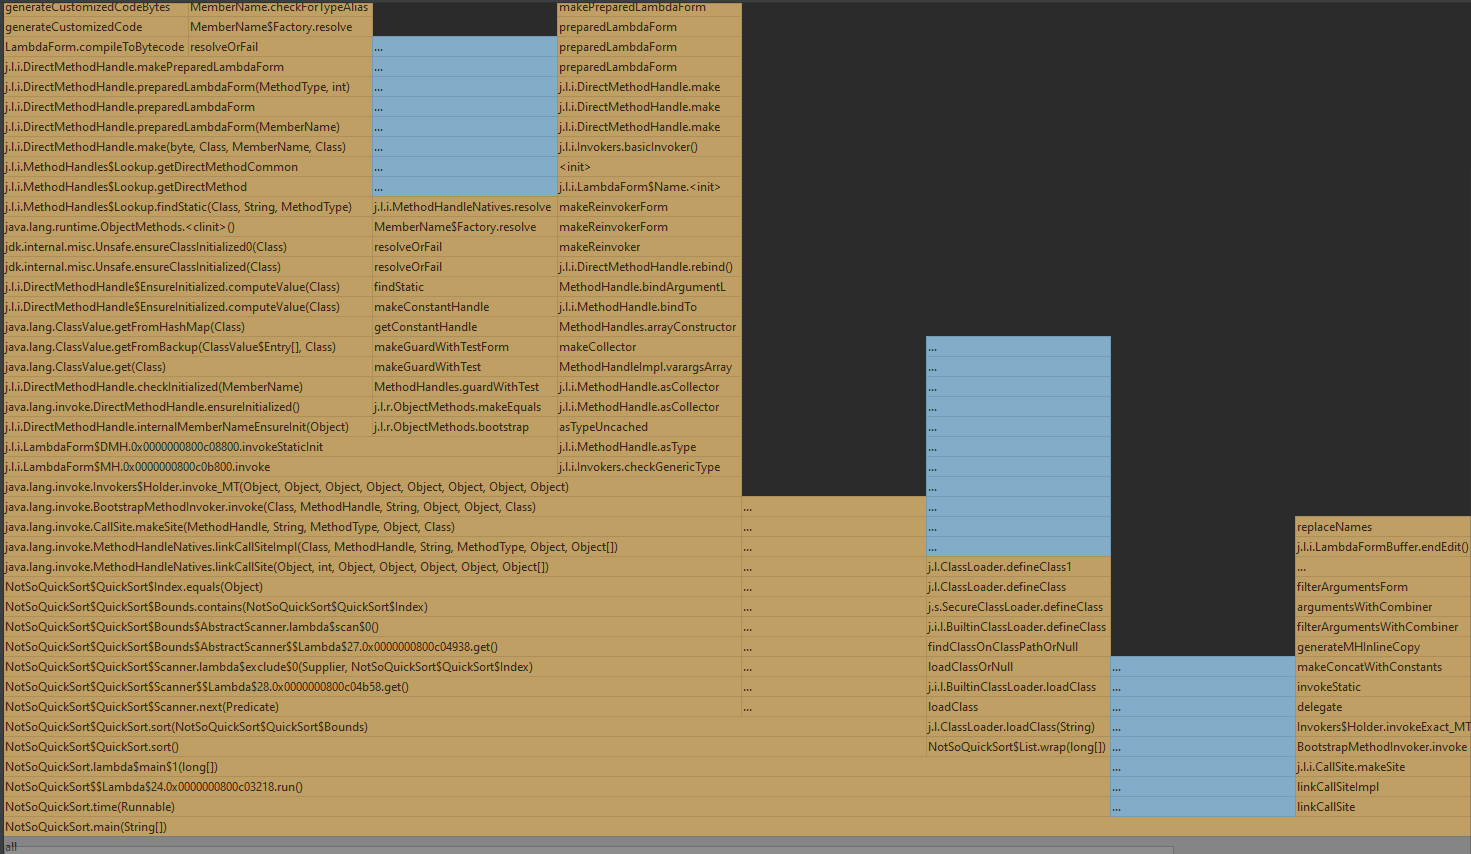 generateCustomizedCodeBytes MemberName.checkForTypeAlias makePreparedLambdaForm
generateCustomizedCode MemberName$Factory.resolve preparedLambdaForm
LambdaForm.compileToBytecode resolveOrFail ... preparedLambdaForm
j.l.i.DirectMethodHandle.makePreparedLambdaForm ... preparedLambdaForm
j.l.i.DirectMethodHandle.preparedLambdaForm(MethodType, int) ... j.l.i.DirectMethodHandle.make
j.l.i.DirectMethodHandle.preparedLambdaForm ... j.l.i.DirectMethodHandle.make
j.l.i.DirectMethodHandle.preparedLambdaForm(MemberName) ... j.l.i.DirectMethodHandle.make
j.l.i.DirectMethodHandle.make(byte, Class, MemberName, Class) ... j.l.i.Invokers.basicInvoker()
j.l.i.MethodHandles$Lookup.getDirectMethodCommon ... <init>
j.l.i.MethodHandles$Lookup.getDirectMethod ... j.l.i.LambdaForm$Name.<init>
j.l.i.MethodHandles$Lookup.findStatic(Class, String, MethodType) j.l.i.MethodHandleNatives.resolve makeReinvokerForm
java.lang.runtime.ObjectMethods.<clinit>() MemberName$Factory.resolve makeReinvokerForm
jdk.internal.misc.Unsafe.ensureClassInitialized0(Class) resolveOrFail makeReinvoker
jdk.internal.misc.Unsafe.ensureClassInitialized(Class) resolveOrFail j.l.i.DirectMethodHandle.rebind()
j.l.i.DirectMethodHandle$EnsureInitialized.computeValue(Class) findStatic MethodHandle.bindArgumentL
j.l.i.DirectMethodHandle$EnsureInitialized.computeValue(Class) makeConstantHandle j.l.i.MethodHandle.bindTo
java.lang.ClassValue.getFromHashMap(Class) getConstantHandle MethodHandles.arrayConstructor
java.lang.ClassValue.getFromBackup(ClassValue$Entry[], Class) makeGuardWithTestForm makeCollector ...
java.lang.ClassValue.get(Class) makeGuardWithTest MethodHandleImpl.varargsArray ...
j.l.i.DirectMethodHandle.checkInitialized(MemberName) MethodHandles.guardWithTest j.l.i.MethodHandle.asCollector ...
java.lang.invoke.DirectMethodHandle.ensureInitialized() j.l.r.ObjectMethods.makeEquals j.l.i.MethodHandle.asCollector ...
j.l.i.DirectMethodHandle.internalMemberNameEnsureInit(Object) j.l.r.ObjectMethods.bootstrap asTypeUncached ...
j.l.i.LambdaForm$DMH.0x0000000800c08800.invokeStaticInit j.l.i.MethodHandle.asType ...
j.l.i.LambdaForm$MH.0x0000000800c0b800.invoke j.l.i.Invokers.checkGenericType ...
java.lang.invoke.Invokers$Holder.invoke_MT(Object, Object, Object, Object, Object, Object, Object, Object) ...
java.lang.invoke.BootstrapMethodInvoker.invoke(Class, MethodHandle, String, Object, Object, Class) ... ...
java.lang.invoke.CallSite.makeSite(MethodHandle, String, MethodType, Object, Class) ... ... replaceNames
java.lang.invoke.MethodHandleNatives.linkCallSiteImpl(Class, MethodHandle, String, MethodType, Object, Object[]) ... ... j.l.i.LambdaFormBuffer.endEdit()
java.lang.invoke.MethodHandleNatives.linkCallSite(Object, int, Object, Object, Object, Object, Object[]) ... j.l.ClassLoader.defineClass1 ...
NotSoQuickSort$QuickSort$Index.equals(Object) ... j.l.ClassLoader.defineClass filterArgumentsForm
NotSoQuickSort$QuickSort$Bounds.contains(NotSoQuickSort$QuickSort$Index) ... j.s.SecureClassLoader.defineClass argumentsWithCombiner
NotSoQuickSort$QuickSort$Bounds$AbstractScanner.lambda$scan$0() ... j.i.l.BuiltinClassLoader.defineClass filterArgumentsWithCombiner
NotSoQuickSort$QuickSort$Bounds$AbstractScanner$$Lambda$27.0x0000000800c04938.get() ... findClassOnClassPathOrNull generateMHInlineCopy
NotSoQuickSort$QuickSort$Scanner.lambda$exclude$0(Supplier, NotSoQuickSort$QuickSort$Index) ... loadClassOrNull ... makeConcatWithConstants
NotSoQuickSort$QuickSort$Scanner$$Lambda$28.0x0000000800c04b58.get() ... j.i.l.BuiltinClassLoader.loadClass ... invokeStatic
NotSoQuickSort$QuickSort$Scanner.next(Predicate) ... loadClass ... delegate
NotSoQuickSort$QuickSort.sort(NotSoQuickSort$QuickSort$Bounds) j.l.ClassLoader.loadClass(String) ... Invokers$Holder.invokeExact_MT
NotSoQuickSort$QuickSort.sort() NotSoQuickSort$List.wrap(long[]) ... BootstrapMethodInvoker.invoke
NotSoQuickSort.lambda$main$1(long[]) ... j.l.i.CallSite.makeSite
NotSoQuickSort$$Lambda$24.0x0000000800c03218.run() ... linkCallSiteImpl
NotSoQuickSort.time(Runnable) ... linkCallSite
NotSoQuickSort.main(String[])
all